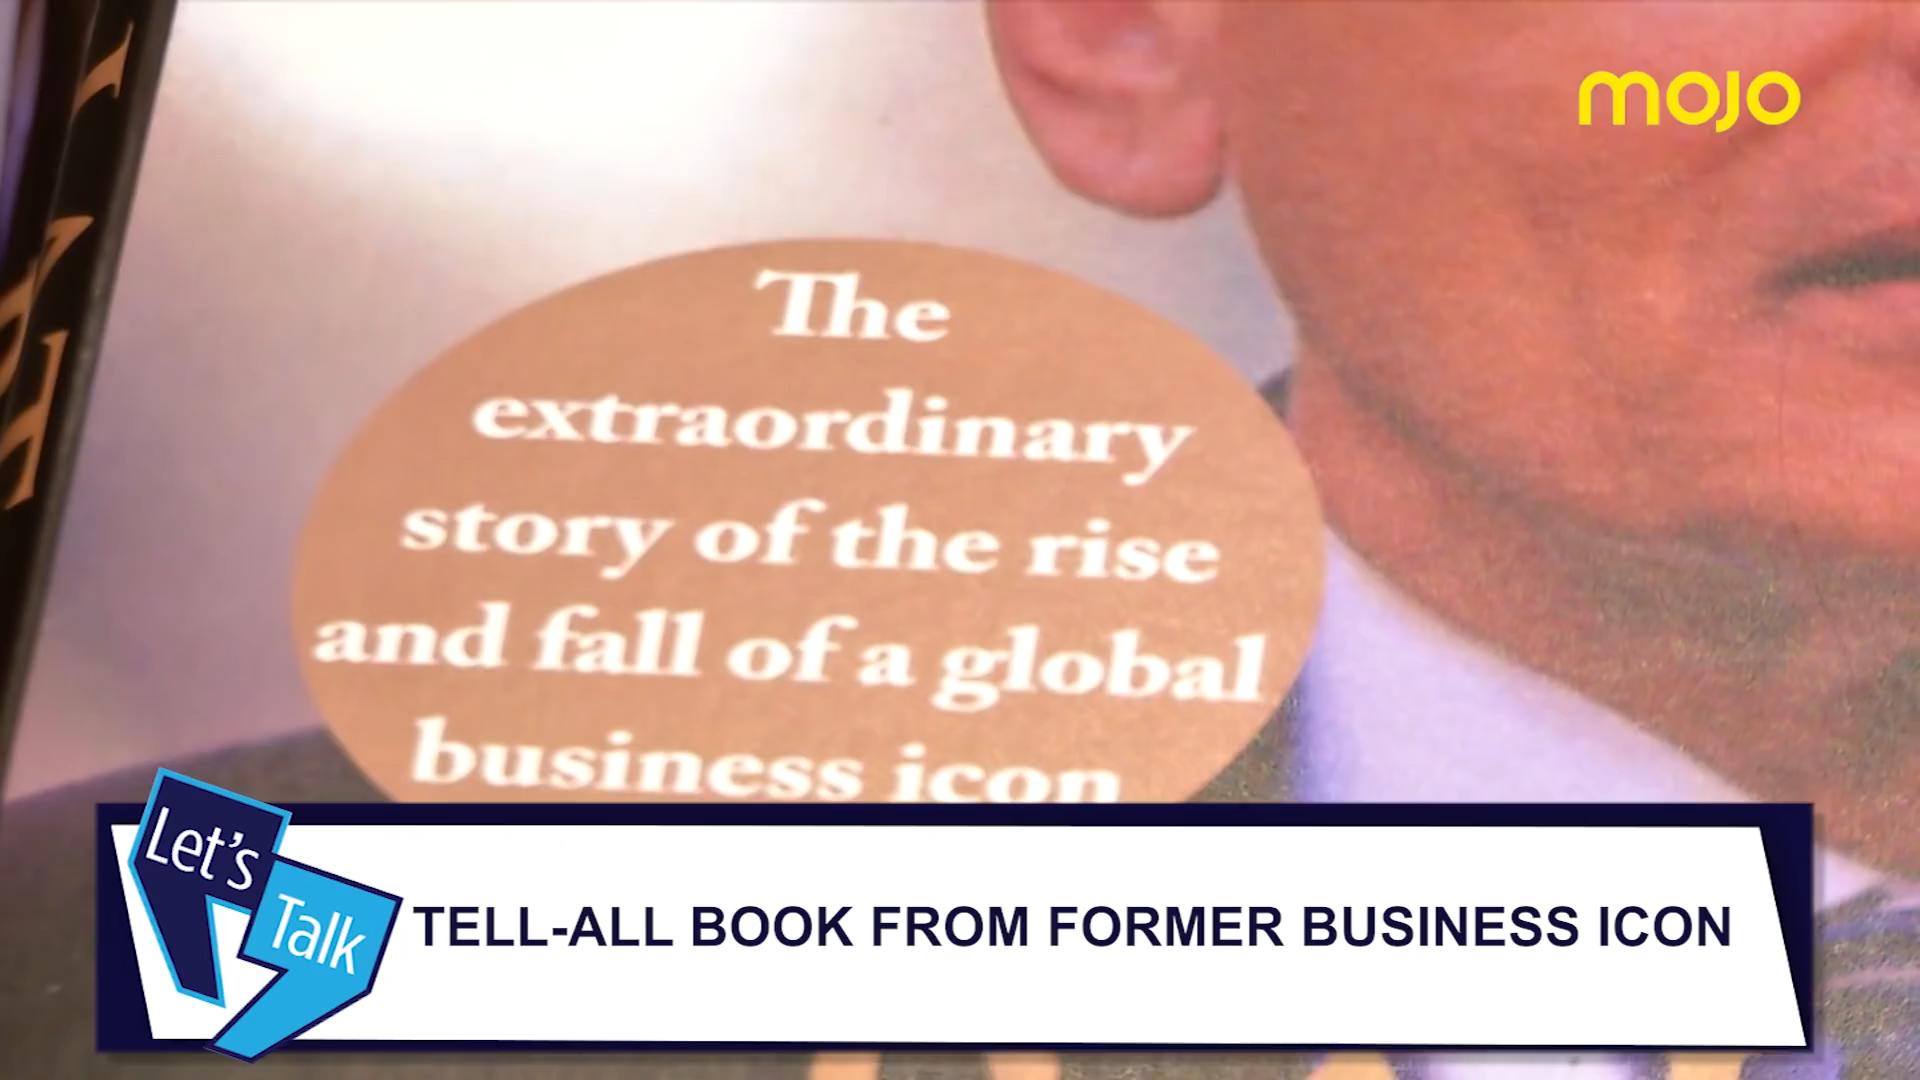 mojo
The
extraordinary
story of the rise
and fall of a global
business icon
Let's
Talk
TELL-ALL BOOK FROM FORMER BUSINESS ICON